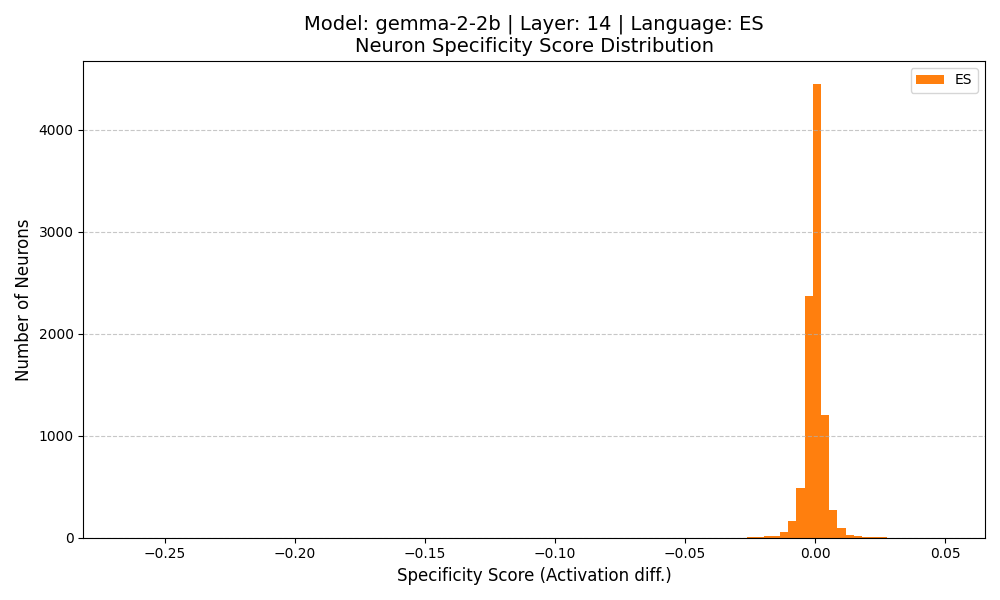 Model: gemma-2-2b | Layer: 14 | Language: ES
Neuron Specificity Score Distribution
ES
4000
3000
2000
1000
0
Number of Neurons
−0.25 −0.20 −0.15 −0.10 −0.05 0.00 0.05
Specificity Score (Activation diff.)